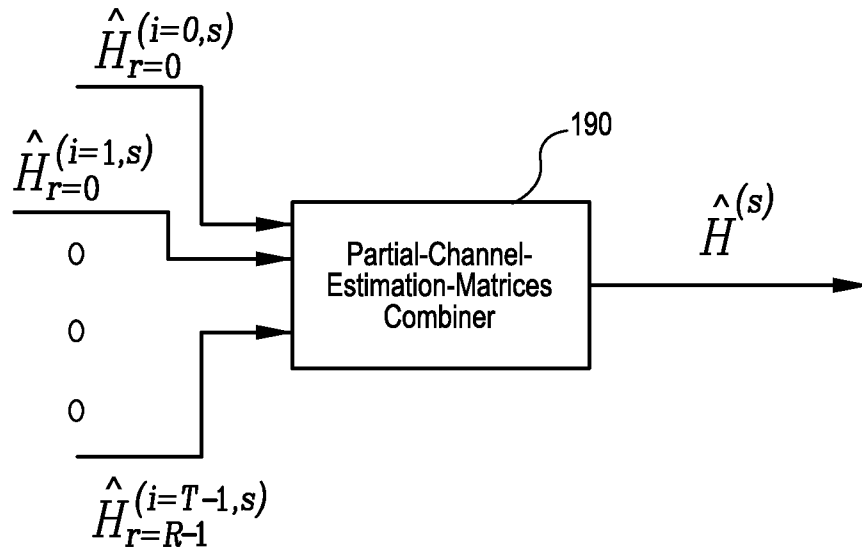 Ĥ_{r=0}^{(i=0,s)}
190
Ĥ_{r=0}^{(i=1,s)}
Ĥ^{(s)}
Partial-Channel-
Estimation-Matrices
Combiner
Ĥ_{r=R-1}^{(i=T-1,s)}